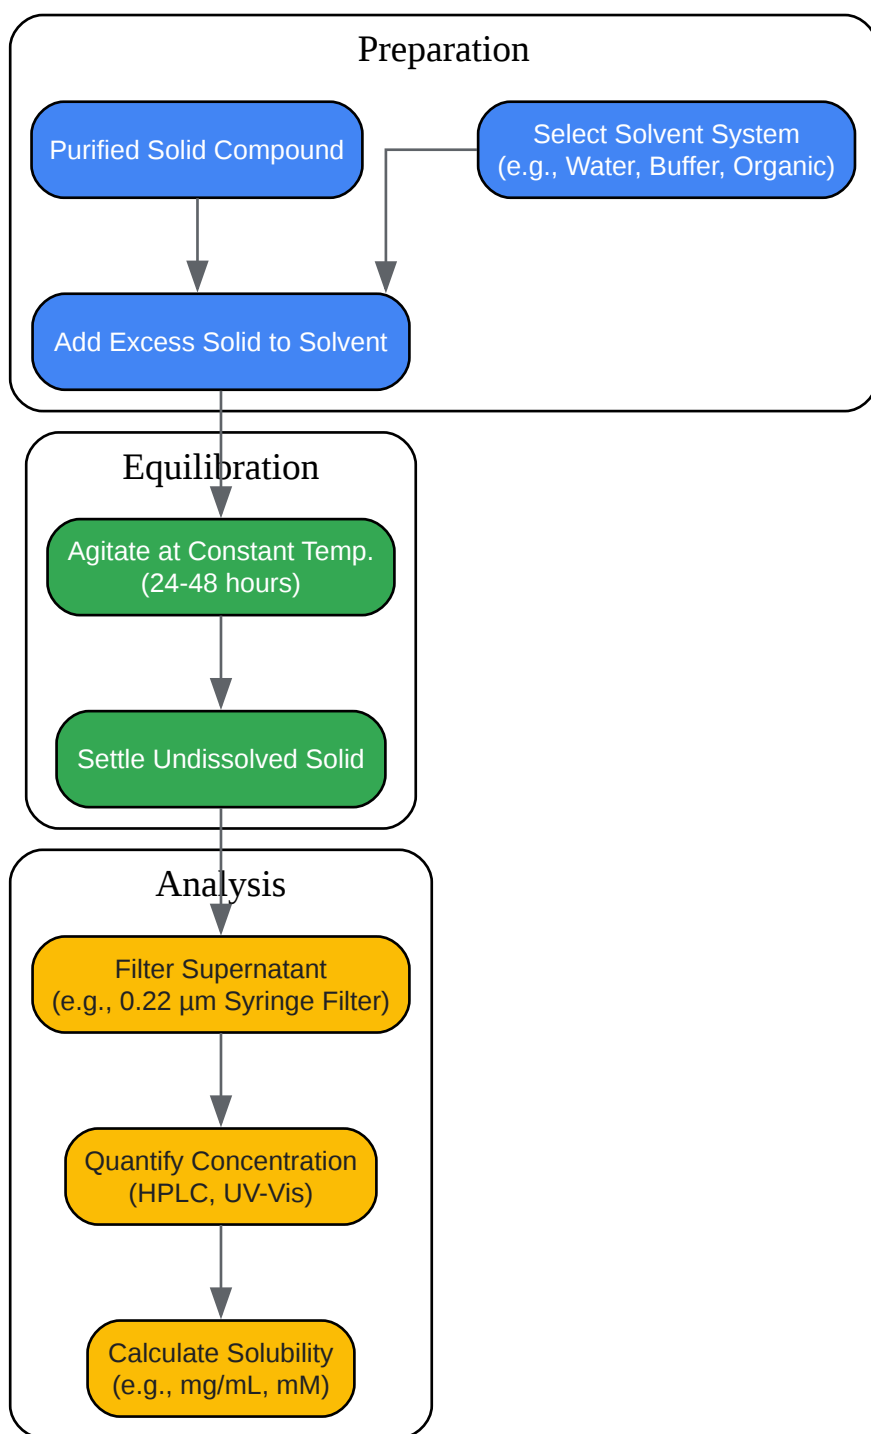 Preparation
Purified Solid Compound
Select Solvent System
(e.g., Water, Buffer, Organic)
Add Excess Solid to Solvent
Equilibration
Agitate at Constant Temp.
(24-48 hours)
Settle Undissolved Solid
Analysis
Filter Supernatant
(e.g., 0.22 µm Syringe Filter)
Quantify Concentration
(HPLC, UV-Vis)
Calculate Solubility
(e.g., mg/mL, mM)